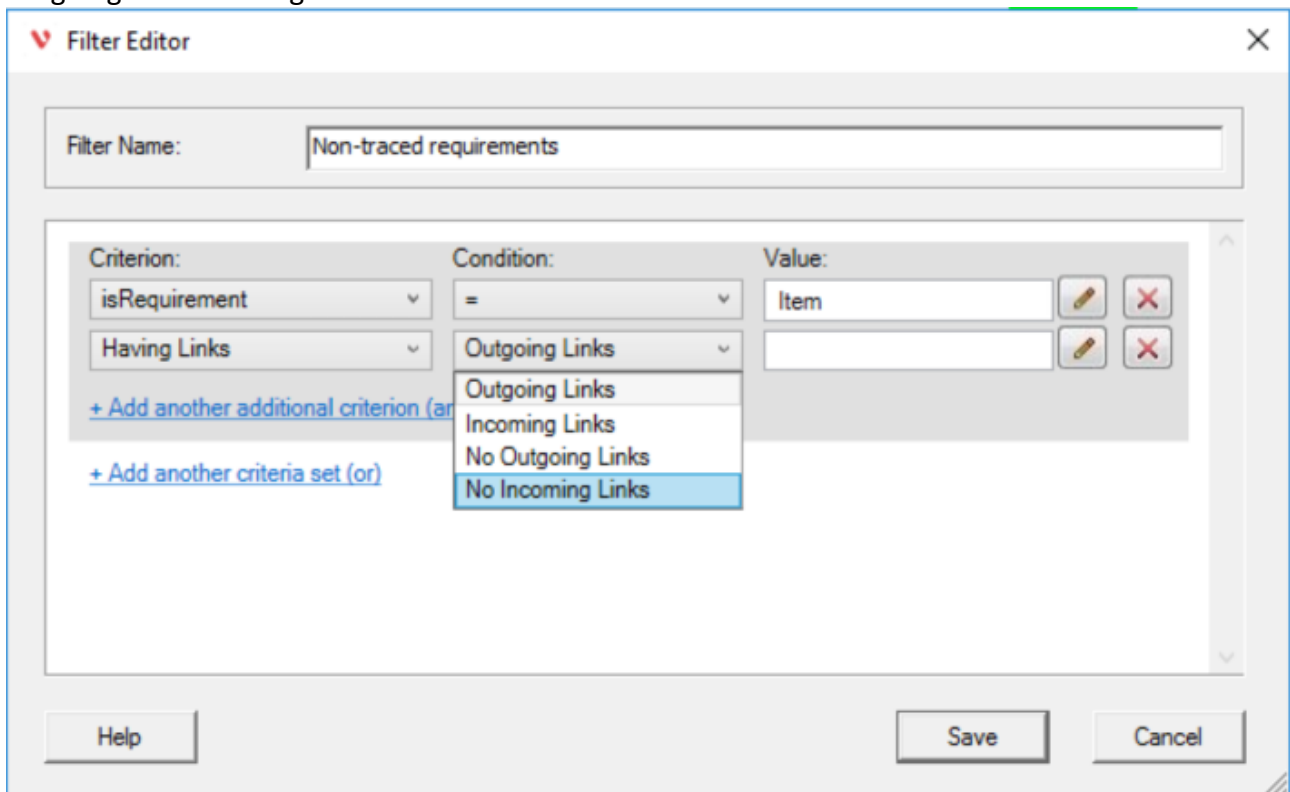 Filter Editor
Filter Name: Non-traced requirements
Criterion: Condition: Value:
isRequirement = Item
Having Links Outgoing Links
Outgoing Links
+ Add another additional criterion
Incoming Links
No Outgoing Links
+ Add another criteria set (or)
No Incoming Links
Help Save Cancel